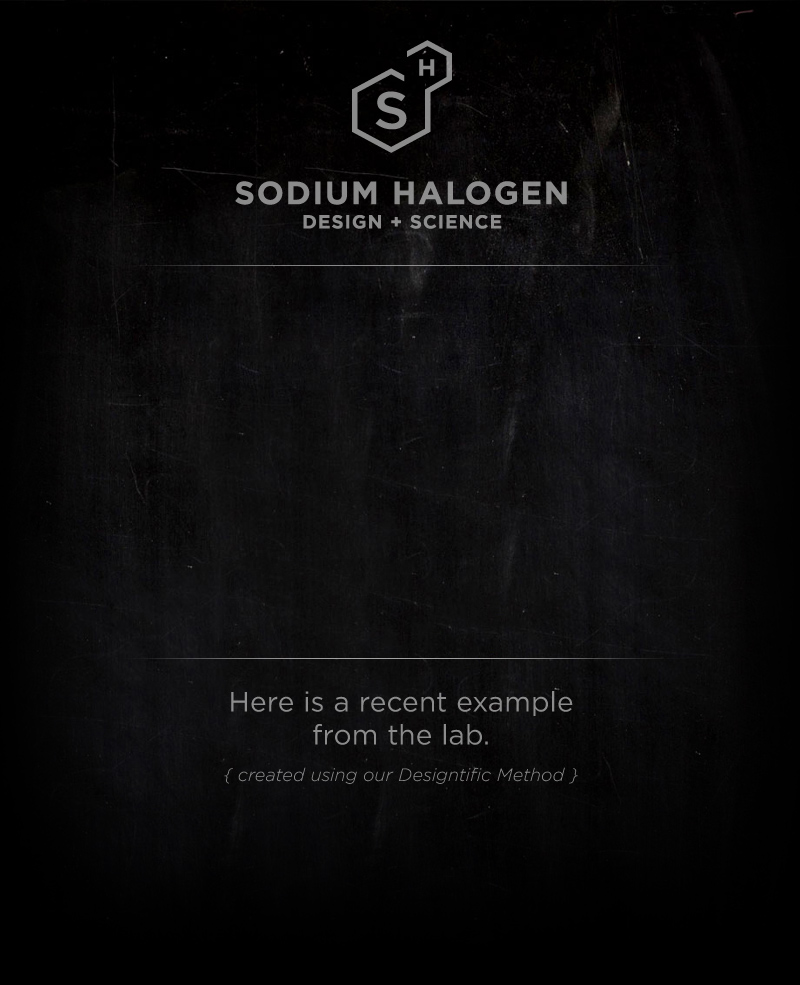 H
S
SODIUM HALOGEN
DESIGN + SCIENCE
Here is a recent example
from the lab.
{ created using our Designtific Method }